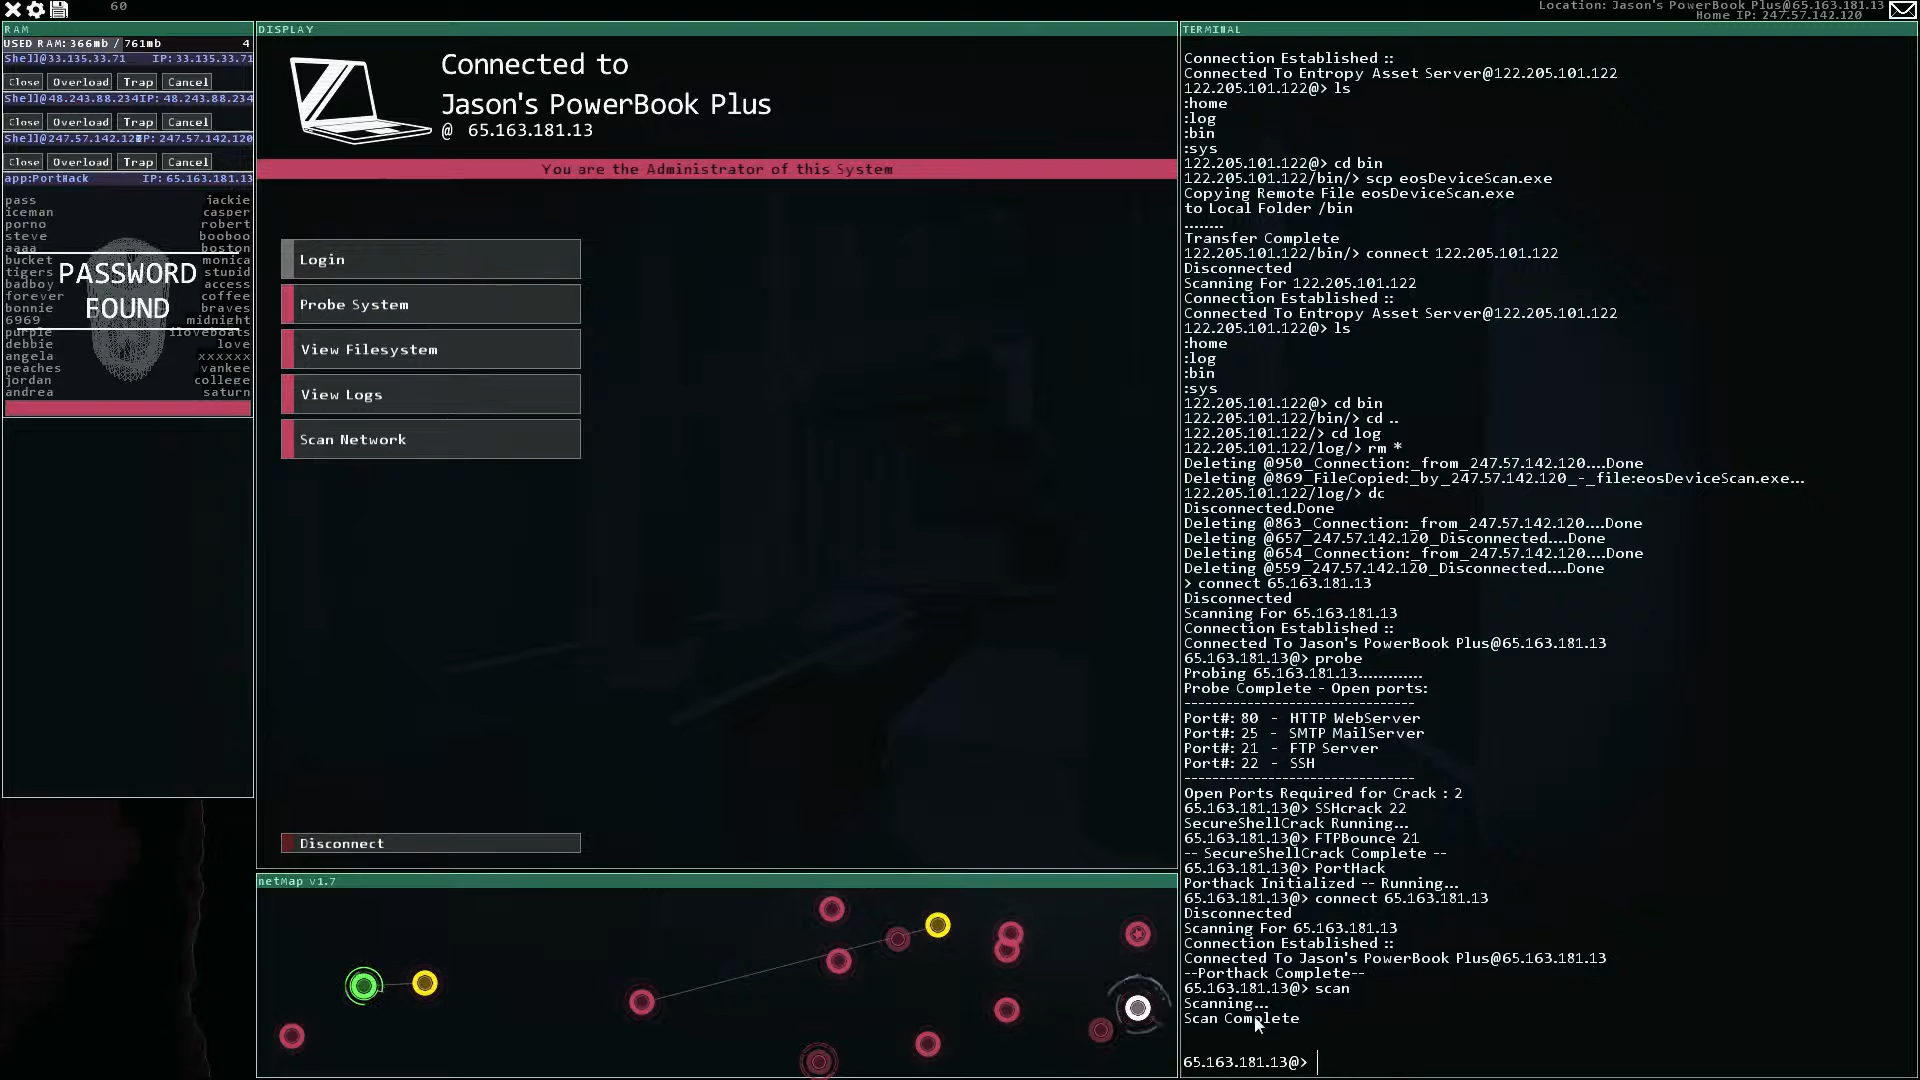 60
Location: Jason's PowerBook Plus@65.163.181.13
Home IP: 247.57.142.120
RAM
USED RAM: 366mb / 761mb 4
Shell@33.135.33.71 IP: 33.135.33.71
Close Overload Trap Cancel
Shell@48.243.88.234IP: 48.243.88.234
Close Overload Trap Cancel
Shell@247.57.142.120 IP: 247.57.142.120
Close Overload Trap Cancel
app:PortHack IP: 65.163.181.13
pass jackie
iceman casper
porno robert
steve booboo
aaaa boston
bucket monica
tigers stupid
badboy access
forever coffee
bonnie braves
6969 midnight
purple iloveboats
debbie love
angela xxxxxx
peaches yankee
jordan college
andrea saturn
PASSWORD
FOUND
DISPLAY
Connected to
Jason's PowerBook Plus
@ 65.163.181.13
You are the Administrator of this System
Login
Probe System
View Filesystem
View Logs
Scan Network
Disconnect
netMap v1.7
TERMINAL
Connection Established ::
Connected To Entropy Asset Server@122.205.101.122
122.205.101.122@> ls
:home
:log
:bin
:sys
122.205.101.122@> cd bin
122.205.101.122/bin/> scp eosDeviceScan.exe
Copying Remote File eosDeviceScan.exe
to Local Folder /bin
........
Transfer Complete
122.205.101.122/bin/> connect 122.205.101.122
Disconnected
Scanning For 122.205.101.122
Connection Established ::
Connected To Entropy Asset Server@122.205.101.122
122.205.101.122@> ls
:home
:log
:bin
:sys
122.205.101.122@> cd bin
122.205.101.122/bin/> cd ..
122.205.101.122/> cd log
122.205.101.122/log/> rm *
Deleting @950_Connection:_from_247.57.142.120....Done
Deleting @869_FileCopied:_by_247.57.142.120_-_file:eosDeviceScan.exe...
122.205.101.122/log/> dc
Disconnected.Done
Deleting @863_Connection:_from_247.57.142.120....Done
Deleting @657_247.57.142.120_Disconnected....Done
Deleting @654_Connection:_from_247.57.142.120....Done
Deleting @559_247.57.142.120_Disconnected....Done
> connect 65.163.181.13
Disconnected
Scanning For 65.163.181.13
Connection Established ::
Connected To Jason's PowerBook Plus@65.163.181.13
65.163.181.13@> probe
Probing 65.163.181.13.............
Probe Complete - Open ports:
--------------------------------
Port#: 80 - HTTP WebServer
Port#: 25 - SMTP MailServer
Port#: 21 - FTP Server
Port#: 22 - SSH
--------------------------------
Open Ports Required for Crack : 2
65.163.181.13@> SSHcrack 22
SecureShellCrack Running...
65.163.181.13@> FTPBounce 21
-- SecureShellCrack Complete --
65.163.181.13@> PortHack
Porthack Initialized -- Running...
65.163.181.13@> connect 65.163.181.13
Disconnected
Scanning For 65.163.181.13
Connection Established ::
Connected To Jason's PowerBook Plus@65.163.181.13
--Porthack Complete--
65.163.181.13@> scan
Scanning...
Scan Complete
65.163.181.13@>